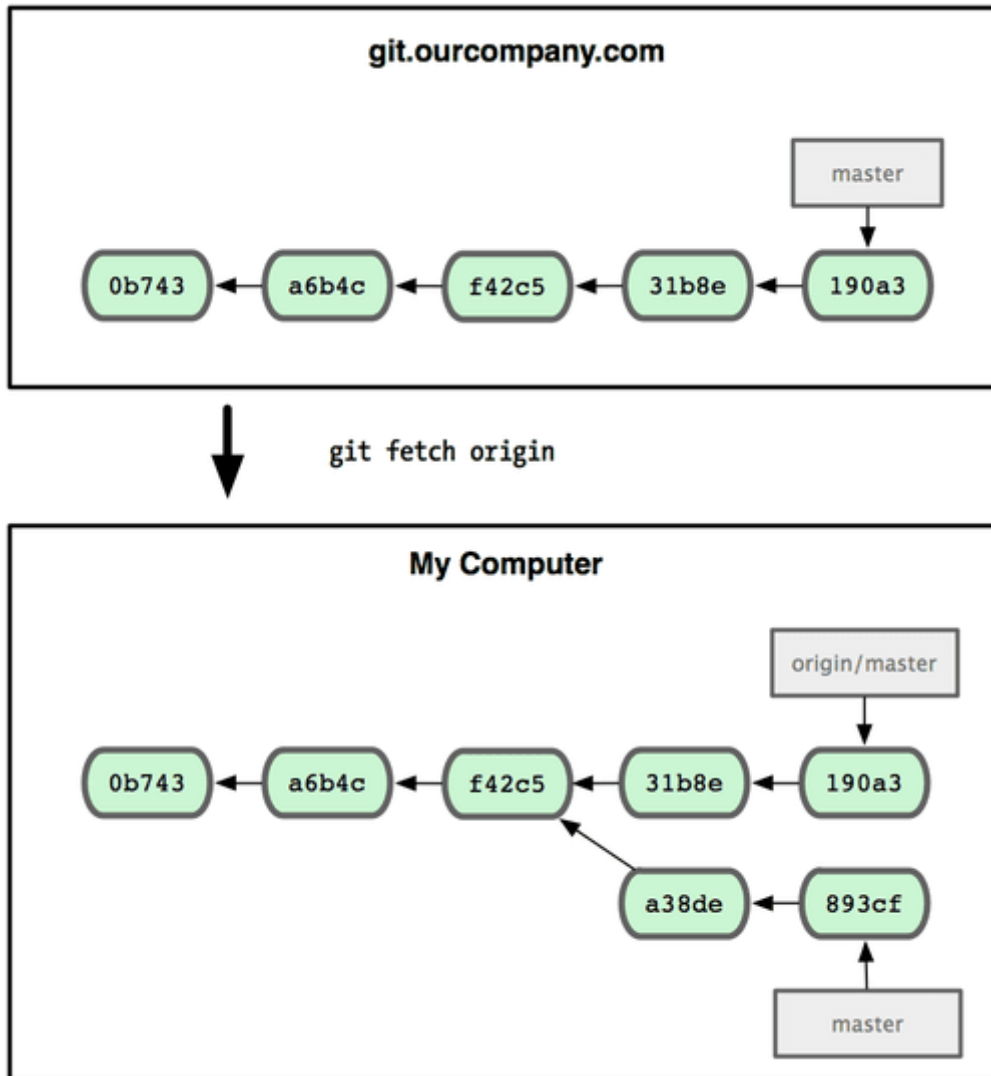 git.ourcompany.com
master
0b743 a6b4c f42c5 31b8e 190a3
git fetch origin
My Computer
origin/master
0b743 a6b4c f42c5 31b8e 190a3
a38de 893cf
master